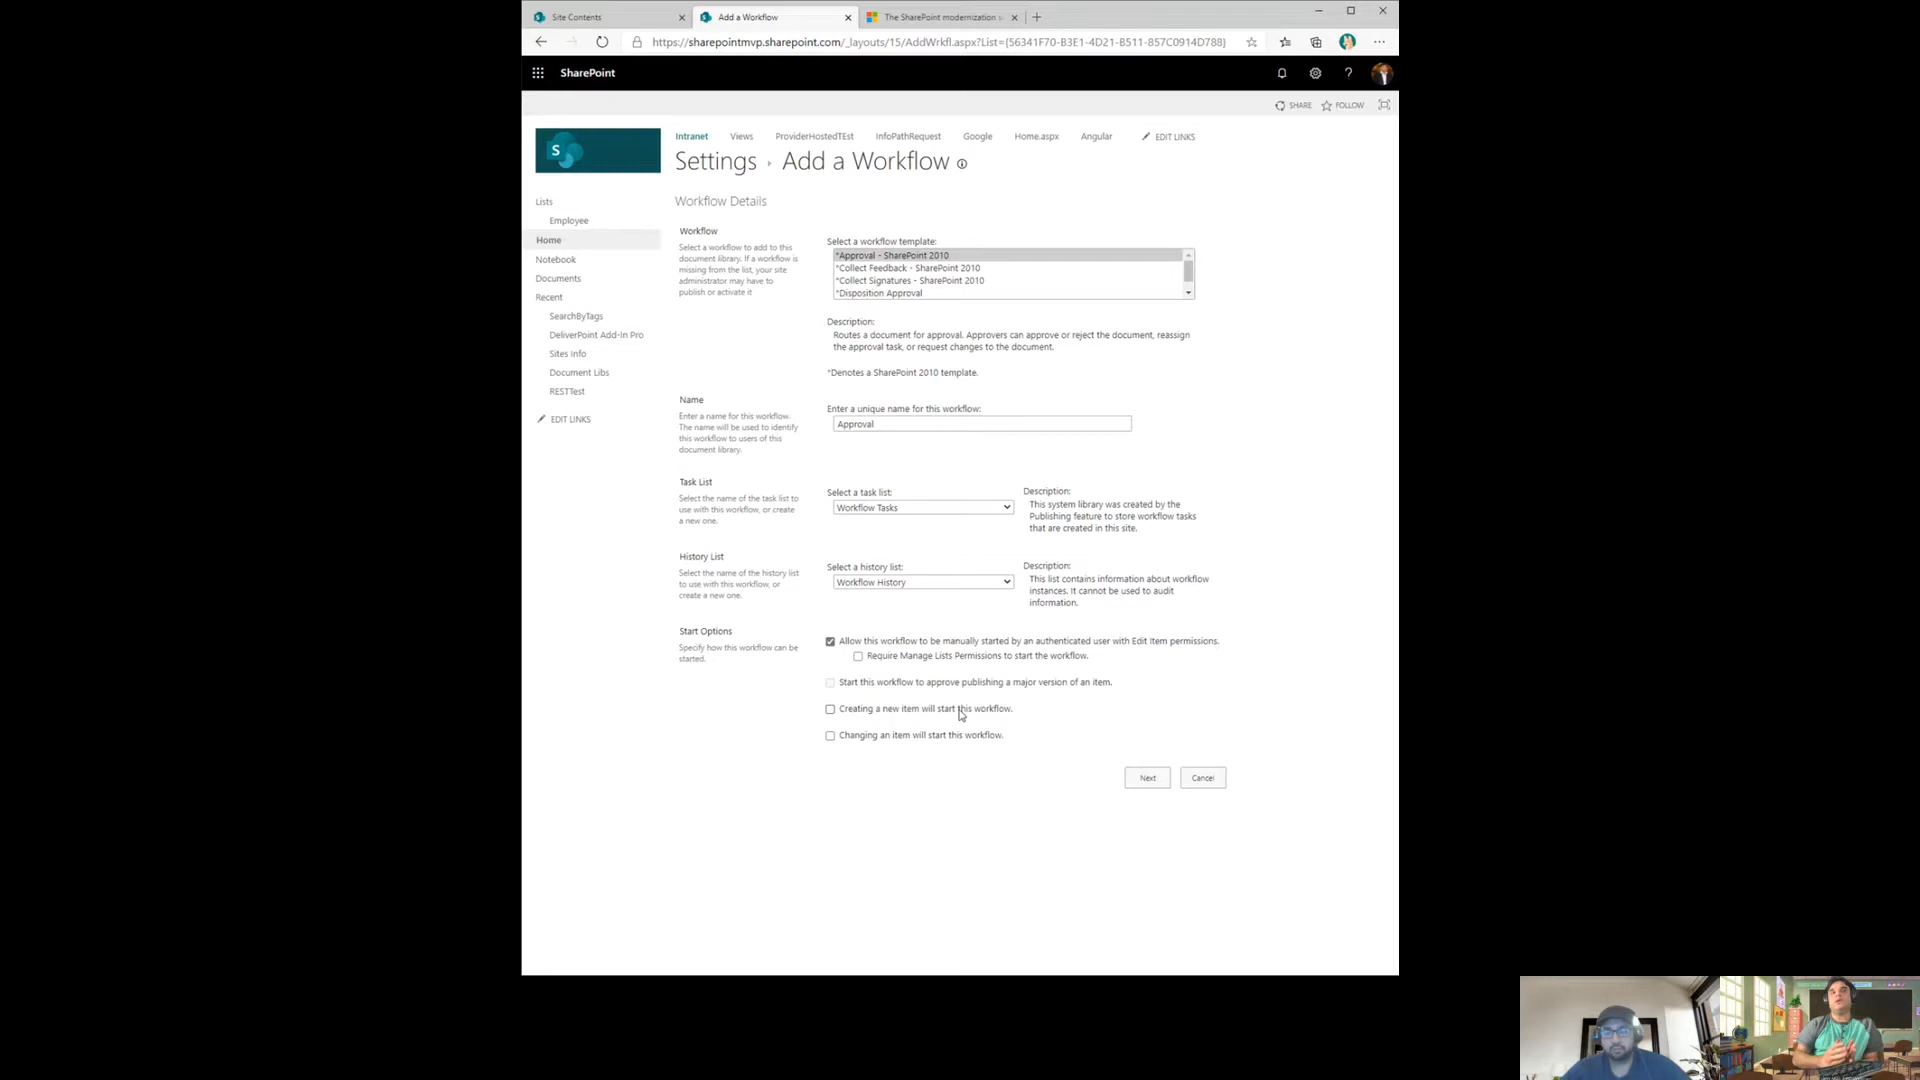 Site Contents
Add a Workflow
The SharePoint modernization
https://sharepointmvp.sharepoint.com/_layouts/15/AddWrkfl.aspx?List={56341F70-B3E1-4D21-B511-857C0914D788}
SharePoint
SHARE
FOLLOW
Intranet
Views
ProviderHostedTEst
InfoPathRequest
Google
Home.aspx
Angular
EDIT LINKS
S
Settings › Add a Workflow
Lists
Employee
Home
Notebook
Documents
Recent
SearchByTags
DeliverPoint Add-In Pro
Sites Info
Document Libs
RESTTest
EDIT LINKS
Workflow Details
Workflow
Select a workflow to add to this
document library. If a workflow is
missing from the list, your site
administrator may have to
publish or activate it
Select a workflow template:
*Approval - SharePoint 2010
*Collect Feedback - SharePoint 2010
*Collect Signatures - SharePoint 2010
*Disposition Approval
Description:
Routes a document for approval. Approvers can approve or reject the document, reassign
the approval task, or request changes to the document.
*Denotes a SharePoint 2010 template.
Name
Enter a name for this workflow.
The name will be used to identify
this workflow to users of this
document library.
Enter a unique name for this workflow:
Approval
Task List
Select the name of the task list to
use with this workflow, or create
a new one.
Select a task list:
Workflow Tasks
Description:
This system library was created by the
Publishing feature to store workflow tasks
that are created in this site.
History List
Select the name of the history list
to use with this workflow, or
create a new one.
Select a history list:
Workflow History
Description:
This list contains information about workflow
instances. It cannot be used to audit
information.
Start Options
Specify how this workflow can be
started.
Allow this workflow to be manually started by an authenticated user with Edit Item permissions.
Require Manage Lists Permissions to start the workflow.
Start this workflow to approve publishing a major version of an item.
Creating a new item will start this workflow.
Changing an item will start this workflow.
Next
Cancel